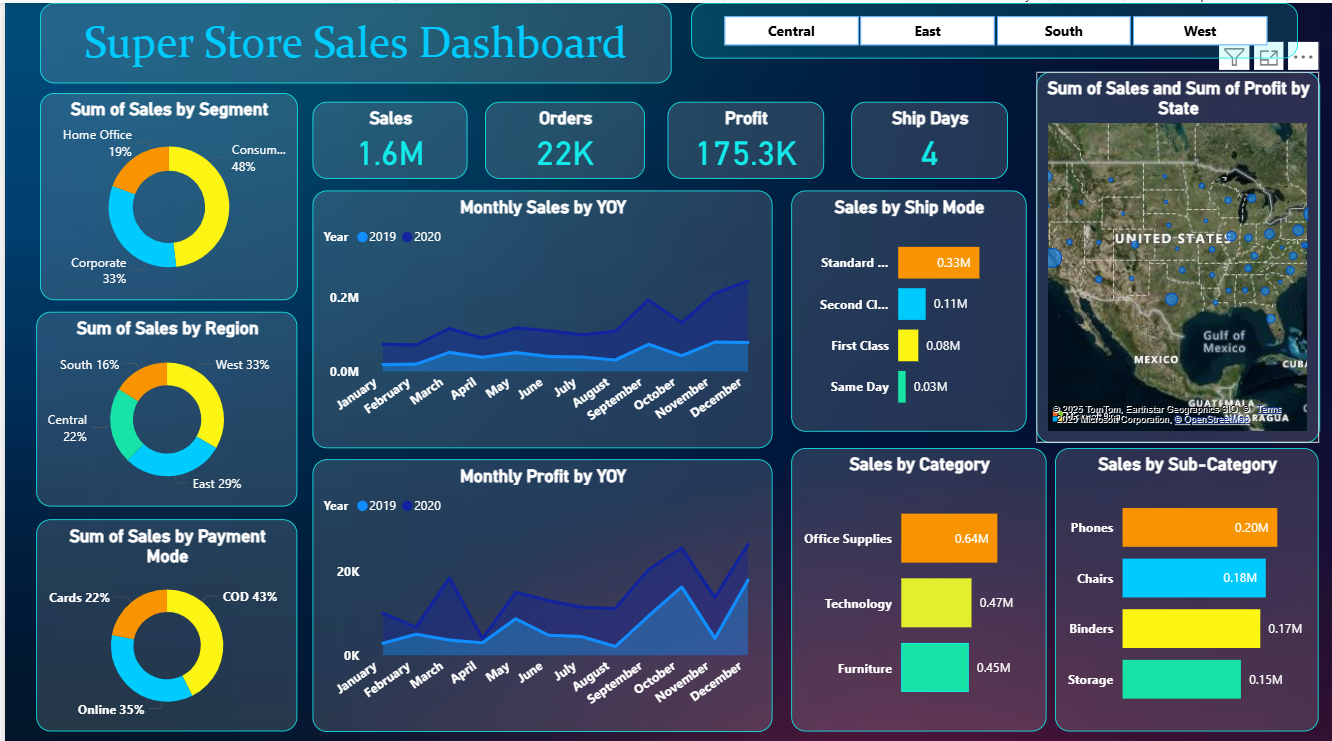 Super Store Sales Dashboard
Central
East
South
West
Sum of Sales by Segment
Home Office
19%
Consum...
48%
Corporate
33%
Sales
1.6M
Orders
22K
Profit
175.3K
Ship Days
4
Sum of Sales and Sum of Profit by
State
UNITED STATES
Gulf of
Mexico
MEXICO
CUBA
GUATEMALA
© 2025 TomTom, Earthstar Geographics SIO, © Terms
2025 Microsoft Corporation, © OpenStreetMap
Monthly Sales by YOY
Year 2019 2020
0.2M
0.0M
January
February
March
April
May
June
July
August
September
October
November
December
Sales by Ship Mode
Standard ...
0.33M
Second Cl...
0.11M
First Class
0.08M
Same Day
0.03M
Sum of Sales by Region
South 16%
West 33%
Central
22%
East 29%
Monthly Profit by YOY
Year 2019 2020
20K
0K
January
February
March
April
May
June
July
August
September
October
November
December
Sales by Category
Office Supplies
0.64M
Technology
0.47M
Furniture
0.45M
Sales by Sub-Category
Phones
0.20M
Chairs
0.18M
Binders
0.17M
Storage
0.15M
Sum of Sales by Payment
Mode
Cards 22%
COD 43%
Online 35%